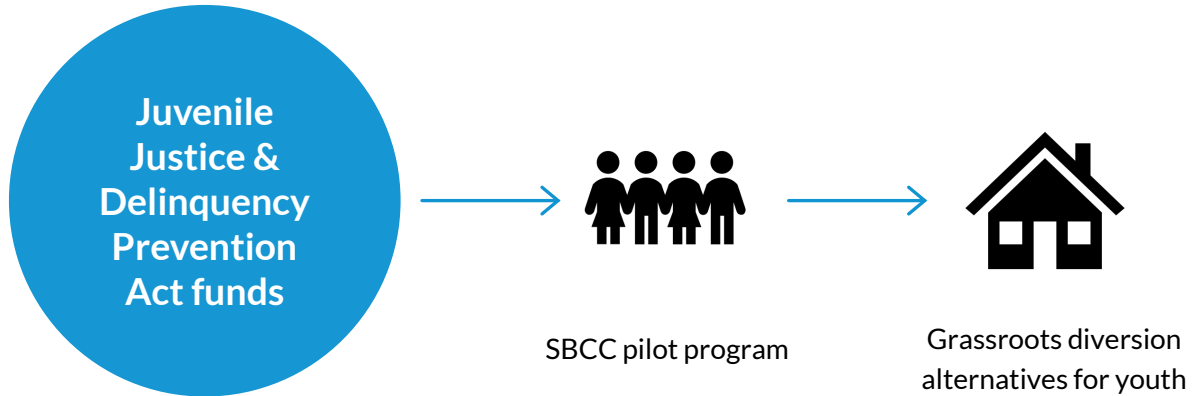 Juvenile
Justice &
Delinquency
Prevention
Act funds
SBCC pilot program
Grassroots diversion
alternatives for youth